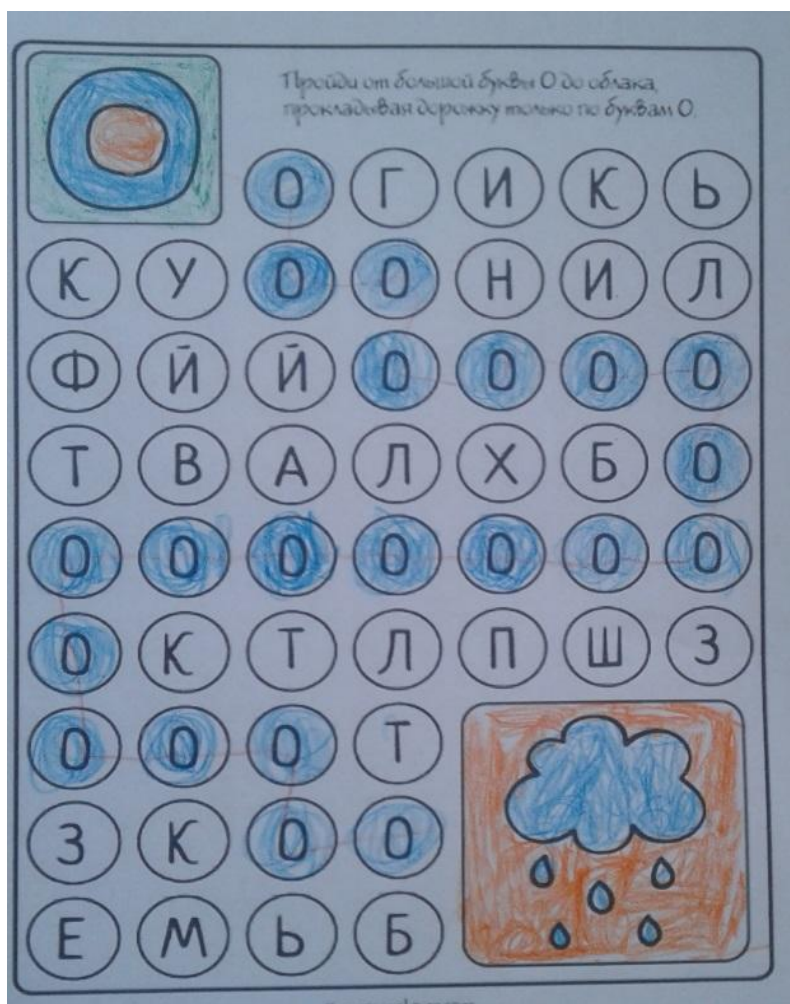 Пройди от большой буквы О до облака,
прокладывая дорожку только по буквам О.
О Г И К Ь
К У О О Н И Л
Ф Й Й О О О О
Т В А Л Х Б О
О О О О О О О
О К Т Л П Ш З
О О О Т
З К О О
Е М Ь Б